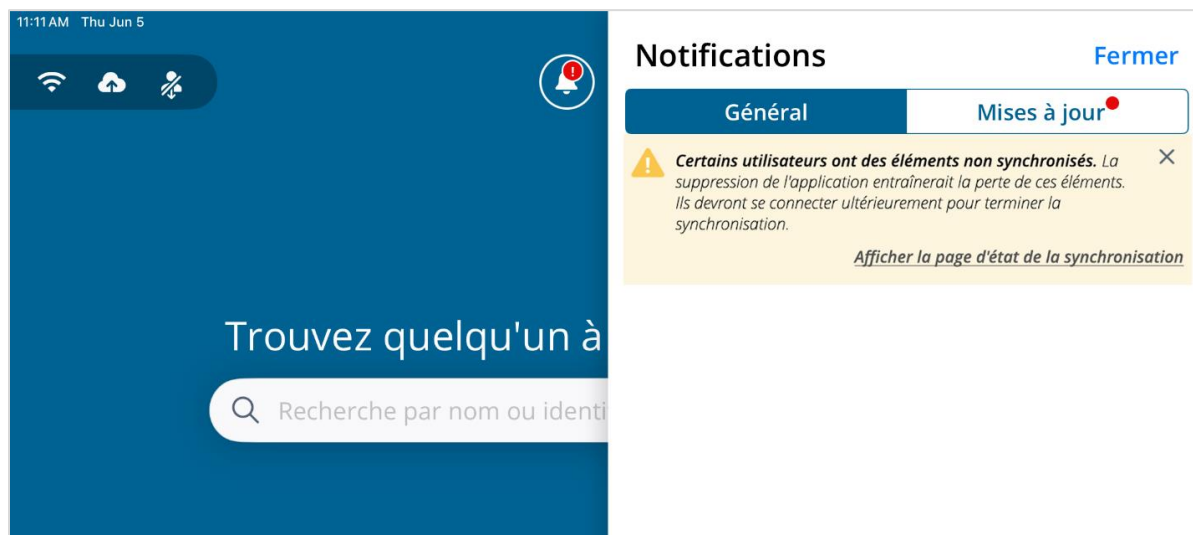 11:11 AM Thu Jun 5
Notifications
Fermer
Général
Mises à jour
Certains utilisateurs ont des éléments non synchronisés. La
suppression de l'application entraînerait la perte de ces éléments.
Ils devront se connecter ultérieurement pour terminer la
synchronisation.
Afficher la page d'état de la synchronisation
Trouvez quelqu'un à
Recherche par nom ou identi